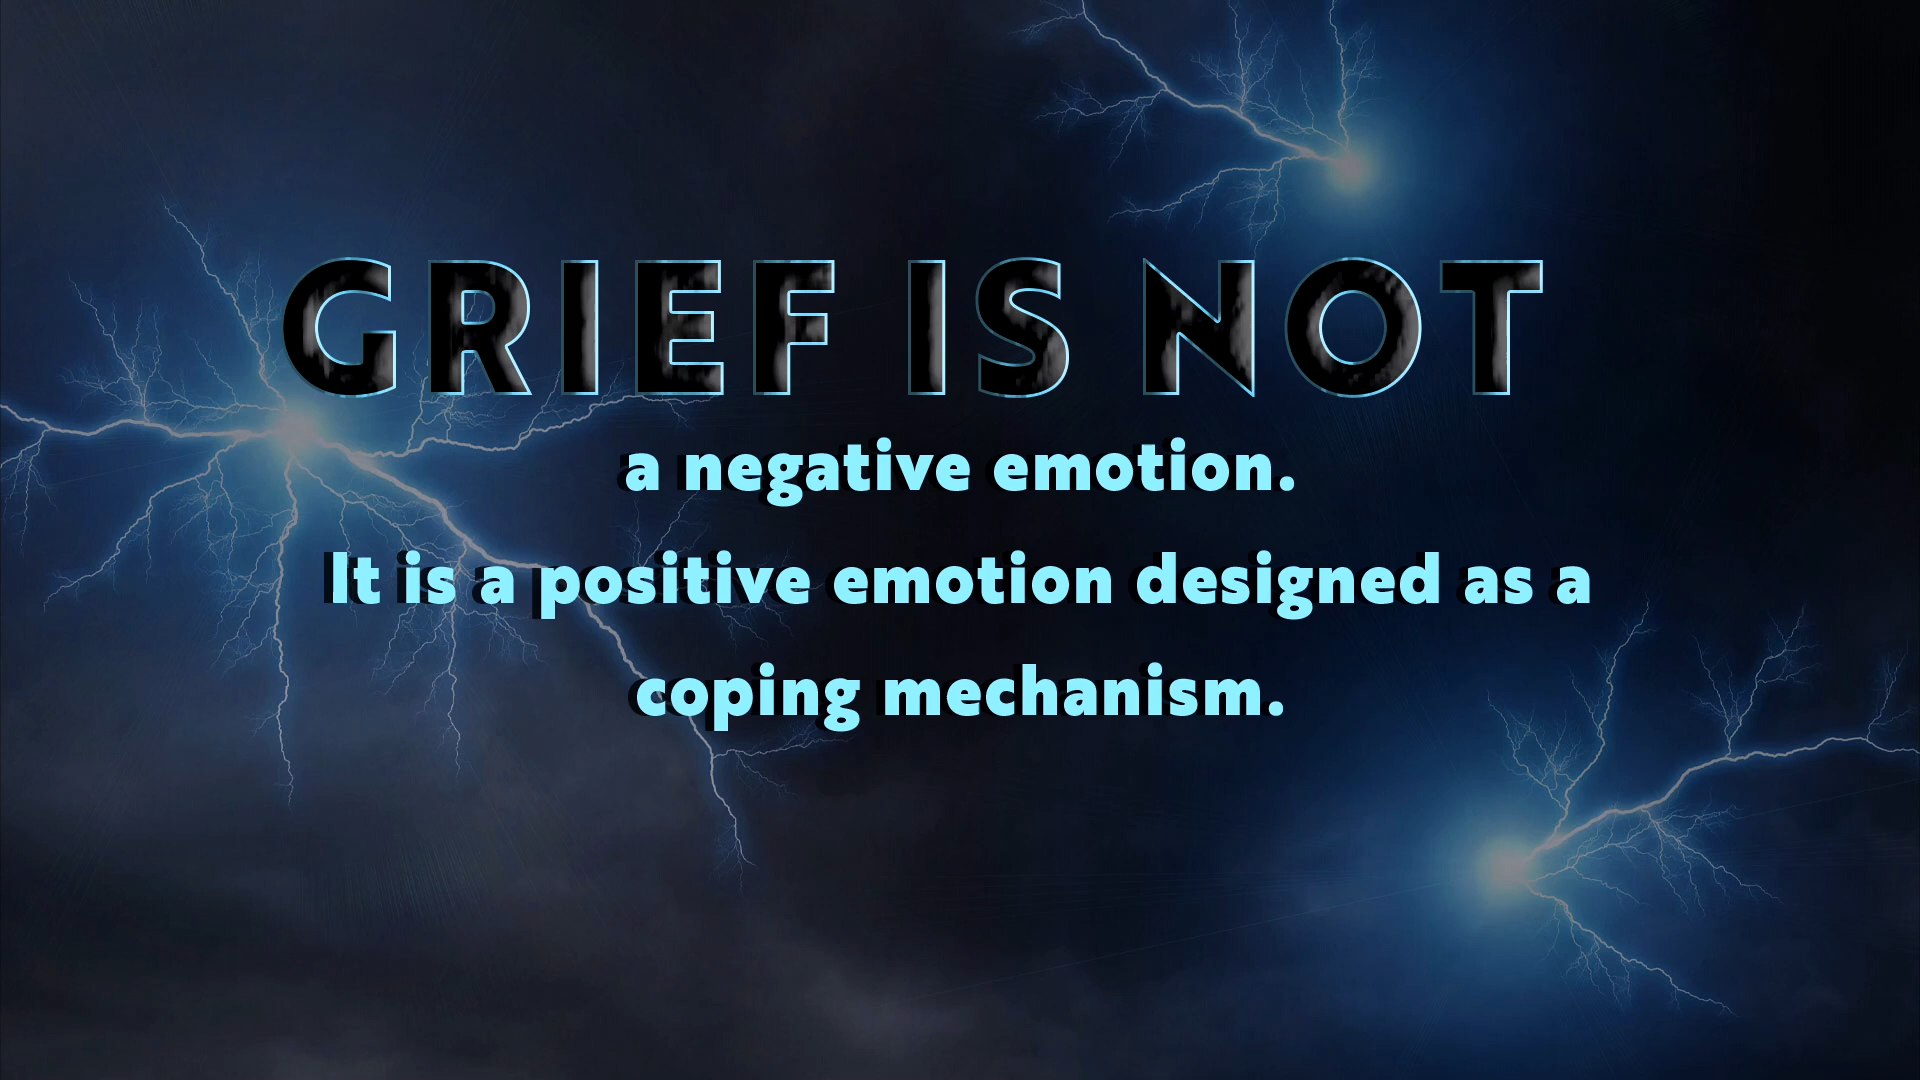 GRIEF IS NOT
a negative emotion.
It is a positive emotion designed as a
coping mechanism.